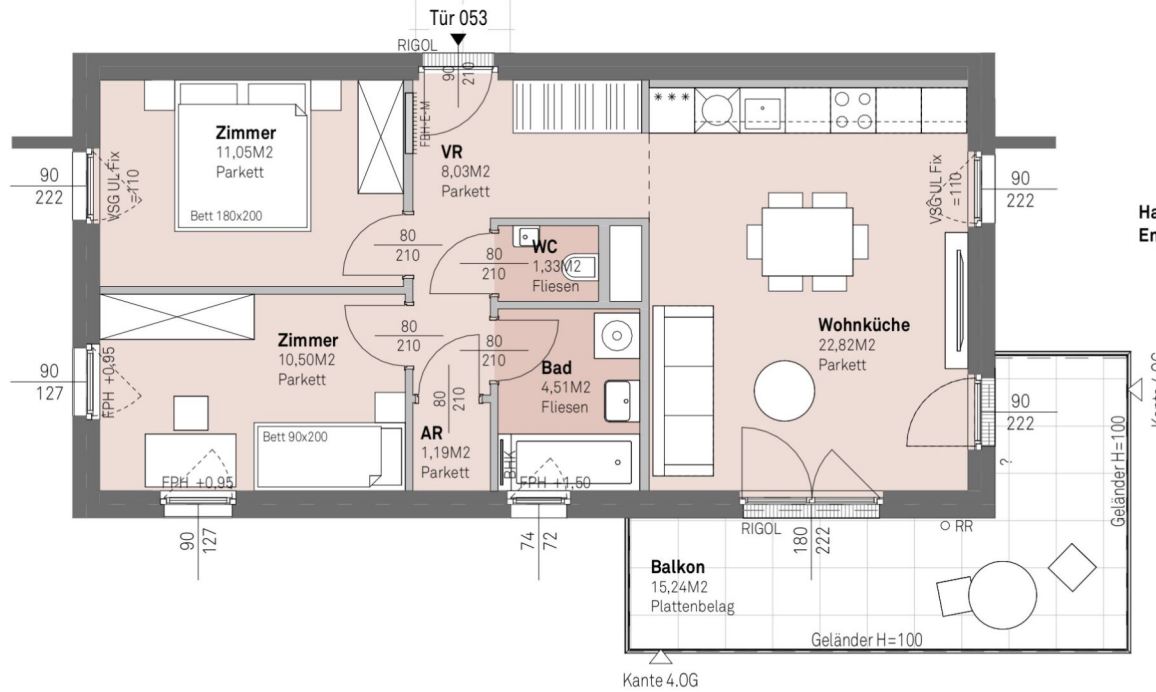 Tür 053
RIGOL
90
210
FBH-E-M
Zimmer
11,05M2
Parkett
Bett 180x200
VSG UL Fix
=110
90
222
VR
8,03M2
Parkett
***
VSG UL Fix
=110
90
222
80
210
80
210
WC
1,33M2
Fliesen
Zimmer
10,50M2
Parkett
FPH +0,95
90
127
80
210
80
210
Bad
4,51M2
Fliesen
Wohnküche
22,82M2
Parkett
90
222
?
Bett 90x200
80
210
AR
1,19M2
Parkett
BHK
FPH +0,95
FPH +1,50
90
127
74
72
RIGOL
180
222
RR
Geländer H=100
Balkon
15,24M2
Plattenbelag
Geländer H=100
Kante 4.OG